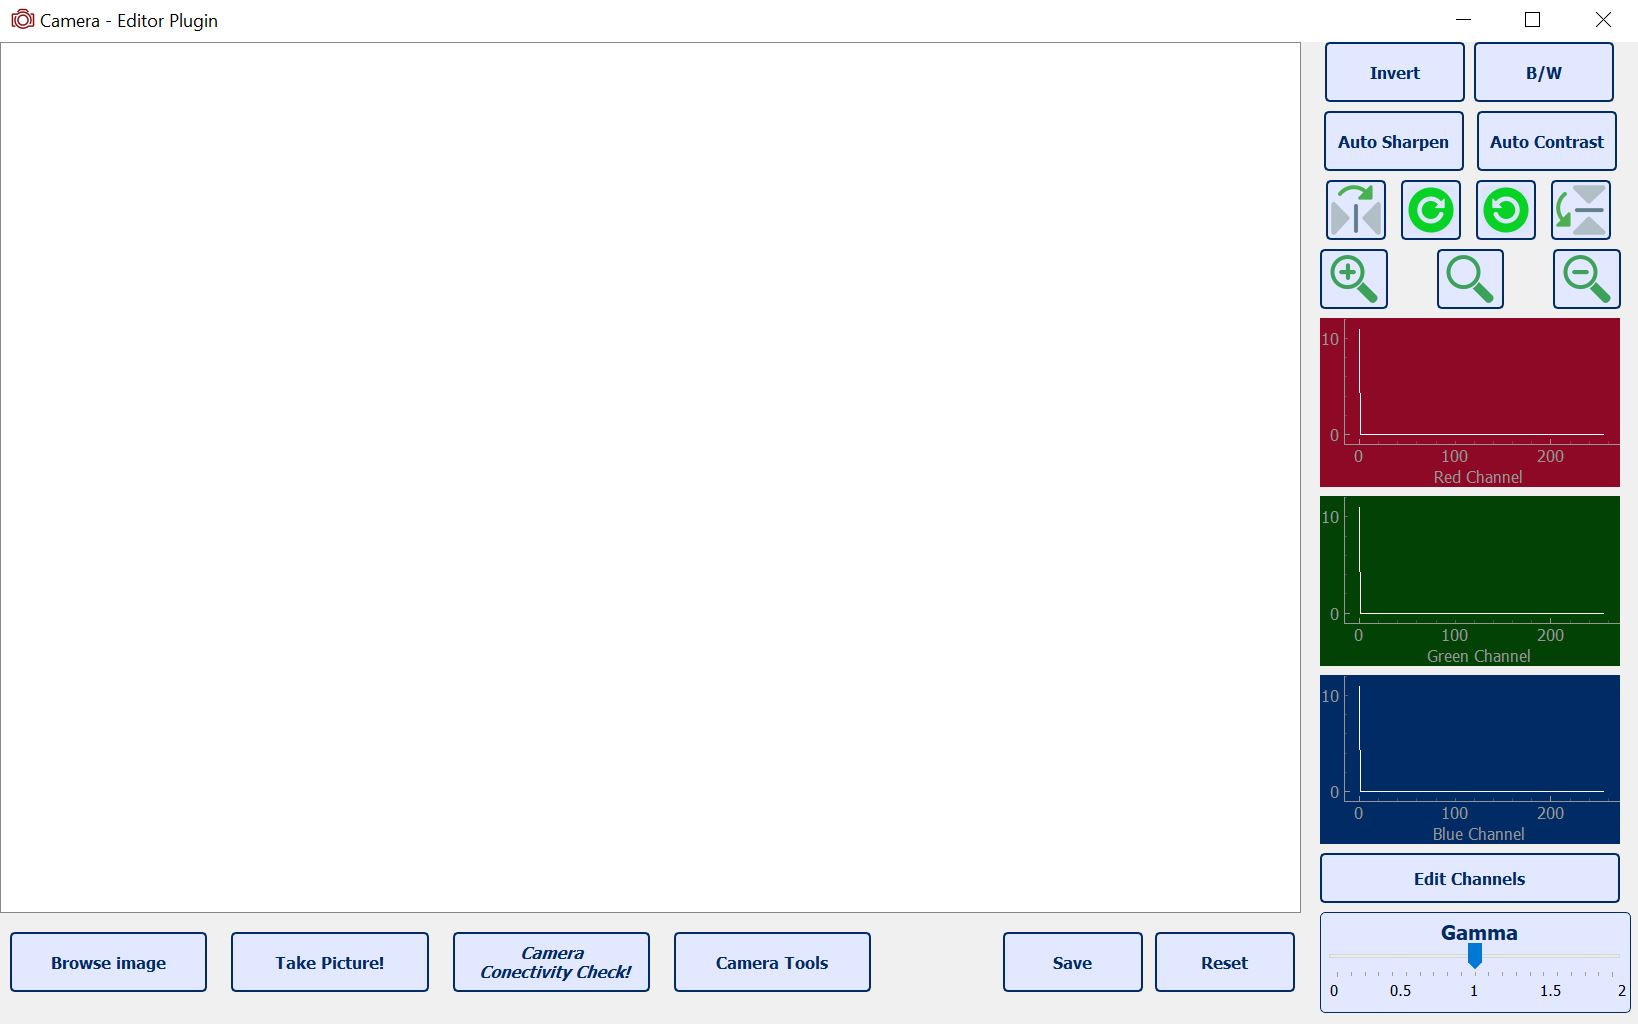 Camera - Editor Plugin
Invert
B/W
Auto Sharpen
Auto Contrast
10
0
0 100 200
Red Channel
10
0
0 100 200
Green Channel
10
0
0 100 200
Blue Channel
Edit Channels
Gamma
0 0.5 1 1.5 2
Browse image
Take Picture!
Camera
Conectivity Check!
Camera Tools
Save
Reset